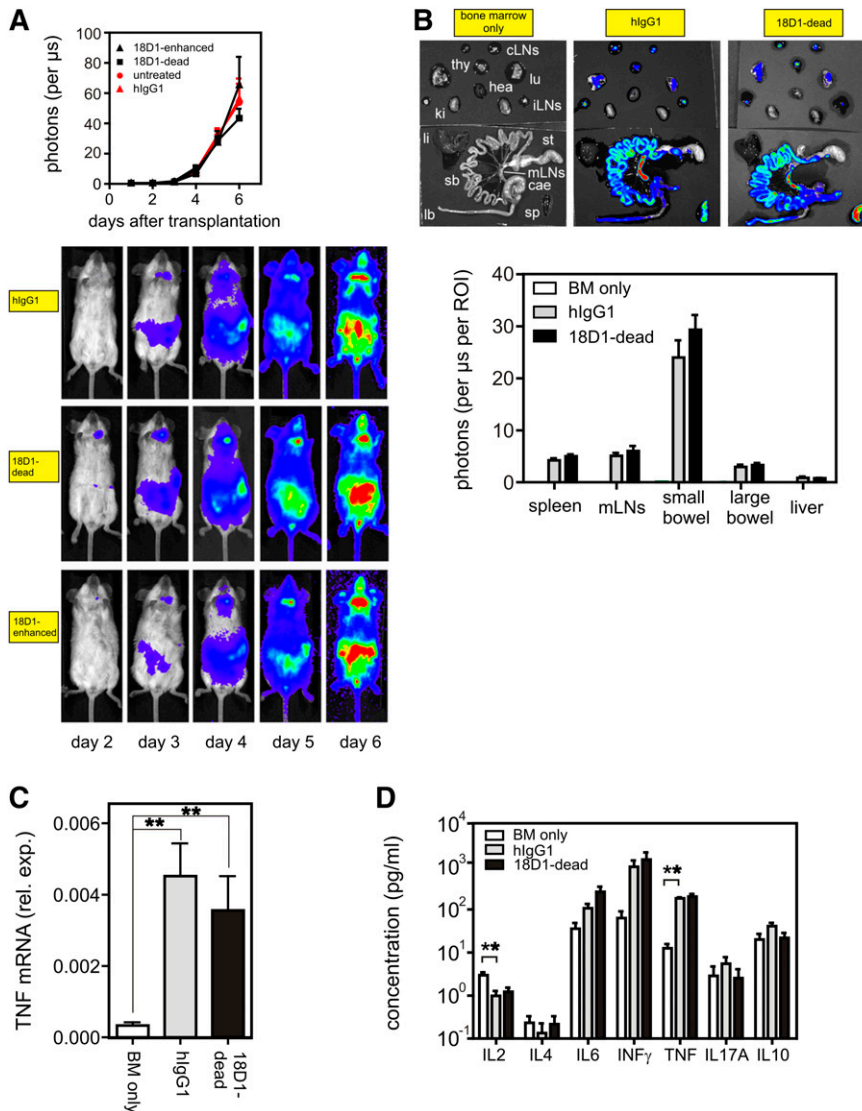 A
photons (per µs)
100
80
60
40
20
0
18D1-enhanced
18D1-dead
untreated
hIgG1
0 1 2 3 4 5 6
days after transplantation
hIgG1
18D1-
dead
18D1-
enhanced
day 2 day 3 day 4 day 5 day 6
B
bone marrow
only
hIgG1
18D1-dead
cLNs
thy
lu
hea
ki
iLNs
li
st
mLNs
sb
cae
lb
sp
photons (per µs per ROI)
40
30
20
10
0
BM only
hIgG1
18D1-dead
spleen mLNs small bowel large bowel liver
C
TNF mRNA (rel. exp.)
0.006
0.004
0.002
0.000
**
**
BM only
hIgG1
18D1-
dead
D
concentration (pg/ml)
10⁴
10³
10²
10¹
10⁰
10⁻¹
BM only
hIgG1
18D1-dead
**
**
IL2 IL4 IL6 INFγ TNF IL17A IL10